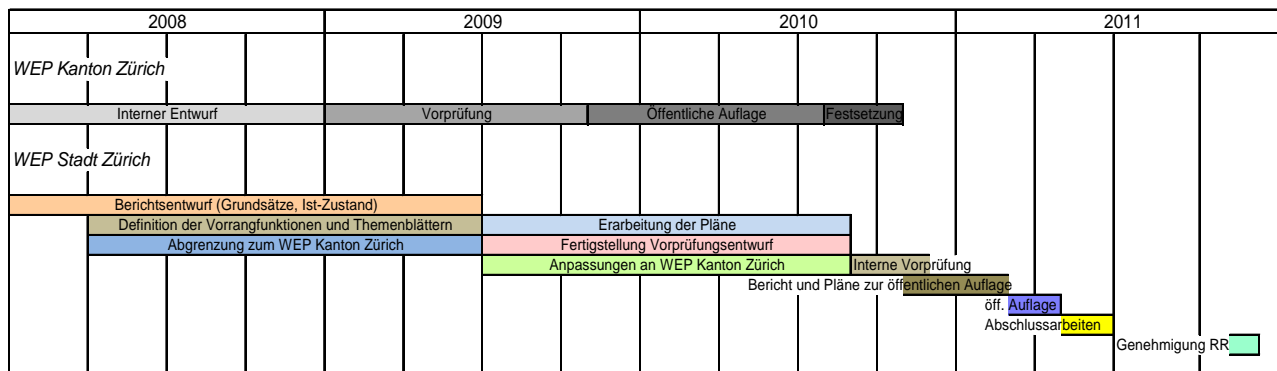 2008 2009 2010 2011
WEP Kanton Zürich
Interner Entwurf Vorprüfung Öffentliche Auflage Festsetzung
WEP Stadt Zürich
Berichtsentwurf (Grundsätze, Ist-Zustand)
Definition der Vorrangfunktionen und Themenblättern Erarbeitung der Pläne
Abgrenzung zum WEP Kanton Zürich Fertigstellung Vorprüfungsentwurf
Anpassungen an WEP Kanton Zürich Interne Vorprüfung
Bericht und Pläne zur öffentlichen Auflage
öff. Auflage
Abschlussarbeiten
Genehmigung RR